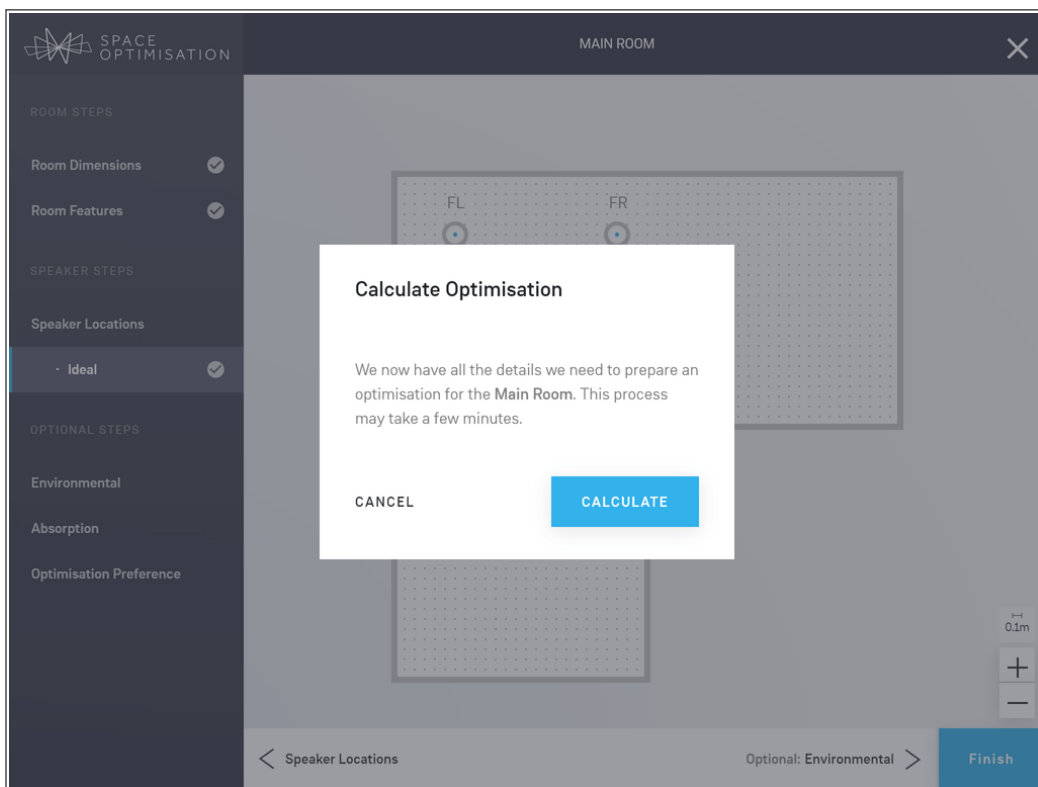 SPACE
OPTIMISATION
MAIN ROOM
ROOM STEPS
Room Dimensions
Room Features
SPEAKER STEPS
Speaker Locations
· Ideal
OPTIONAL STEPS
Environmental
Absorption
Optimisation Preference
FL FR
Calculate Optimisation
We now have all the details we need to prepare an
optimisation for the Main Room. This process
may take a few minutes.
CANCEL CALCULATE
0.1m
Speaker Locations Optional: Environmental Finish